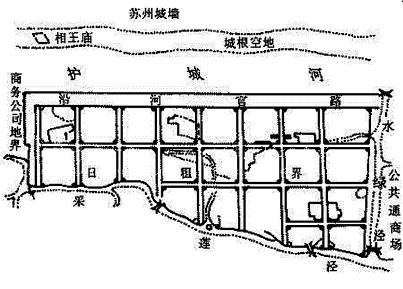 苏州城墙
相王庙
城根空地
护城河
沿河官路
商务公司地界
日租界
水绿泾
公共通商场
采莲泾